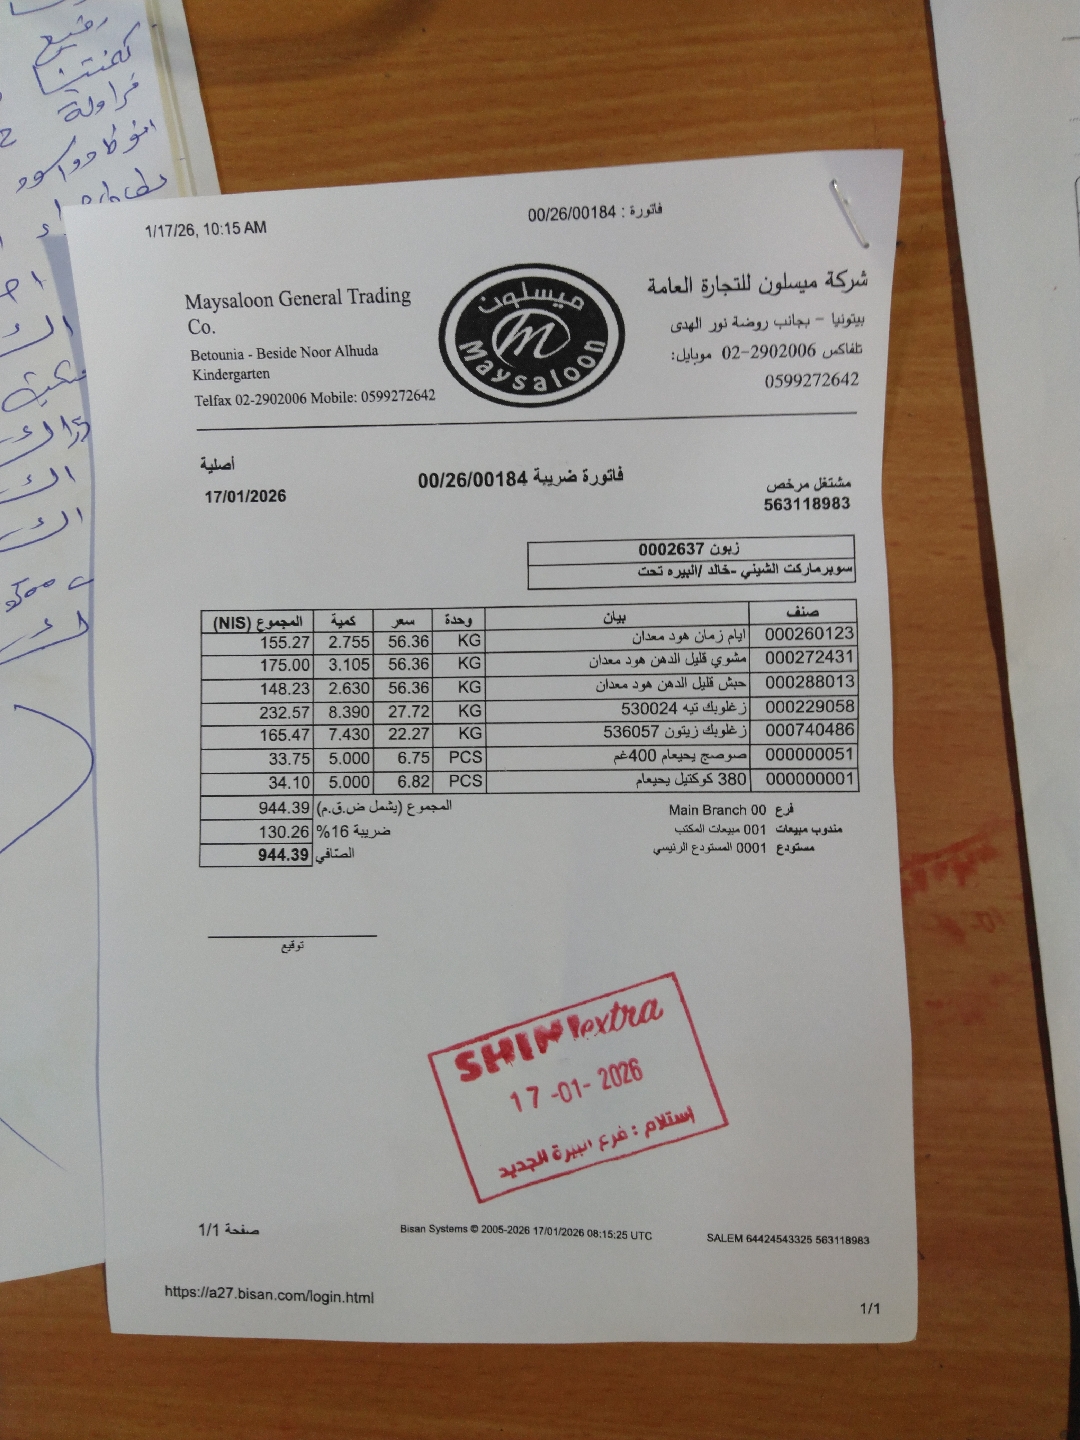 رفيع
فراولة
1/17/26, 10:15 AM
فاتورة : 00/26/00184
Maysaloon General Trading
Co.
Betounia - Beside Noor Alhuda
Kindergarten
Telfax 02-2902006 Mobile: 0599272642
ميسلون
Maysaloon
شركة ميسلون للتجارة العامة
بيتونيا - بجانب روضة نور الهدى
تلفاكس 2902006-02 موبايل:
0599272642
أصلية
17/01/2026
فاتورة ضريبة 00/26/00184
مشتغل مرخص
563118983
زبون 0002637
سوبرماركت الشيني -خالد /البيره تحت
صنف بيان وحدة سعر كمية المجموع (NIS)
000260123 ايام زمان هود معدان KG 56.36 2.755 155.27
000272431 مشوي قليل الدهن هود معدان KG 56.36 3.105 175.00
000288013 حبش قليل الدهن هود معدان KG 56.36 2.630 148.23
000229058 زغلوبك تيه 530024 KG 27.72 8.390 232.57
000740486 زغلوبك زيتون 536057 KG 22.27 7.430 165.47
000000051 صوصج يحيعام 400غم PCS 6.75 5.000 33.75
000000001 380 كوكتيل يحيعام PCS 6.82 5.000 34.10
المجموع (يشمل ض.ق.م) 944.39
ضريبة 16% 130.26
الصّافي 944.39
فرع 00 Main Branch
مندوب مبيعات 001 مبيعات المكتب
مستودع 0001 المستودع الرئيسي
توقيع
SHINI extra
17-01-2026
استلام : فرع البيرة الجديد
صفحة 1/1
Bisan Systems © 2005-2026 17/01/2026 08:15:25 UTC
SALEM 64424543325 563118983
https://a27.bisan.com/login.html
1/1